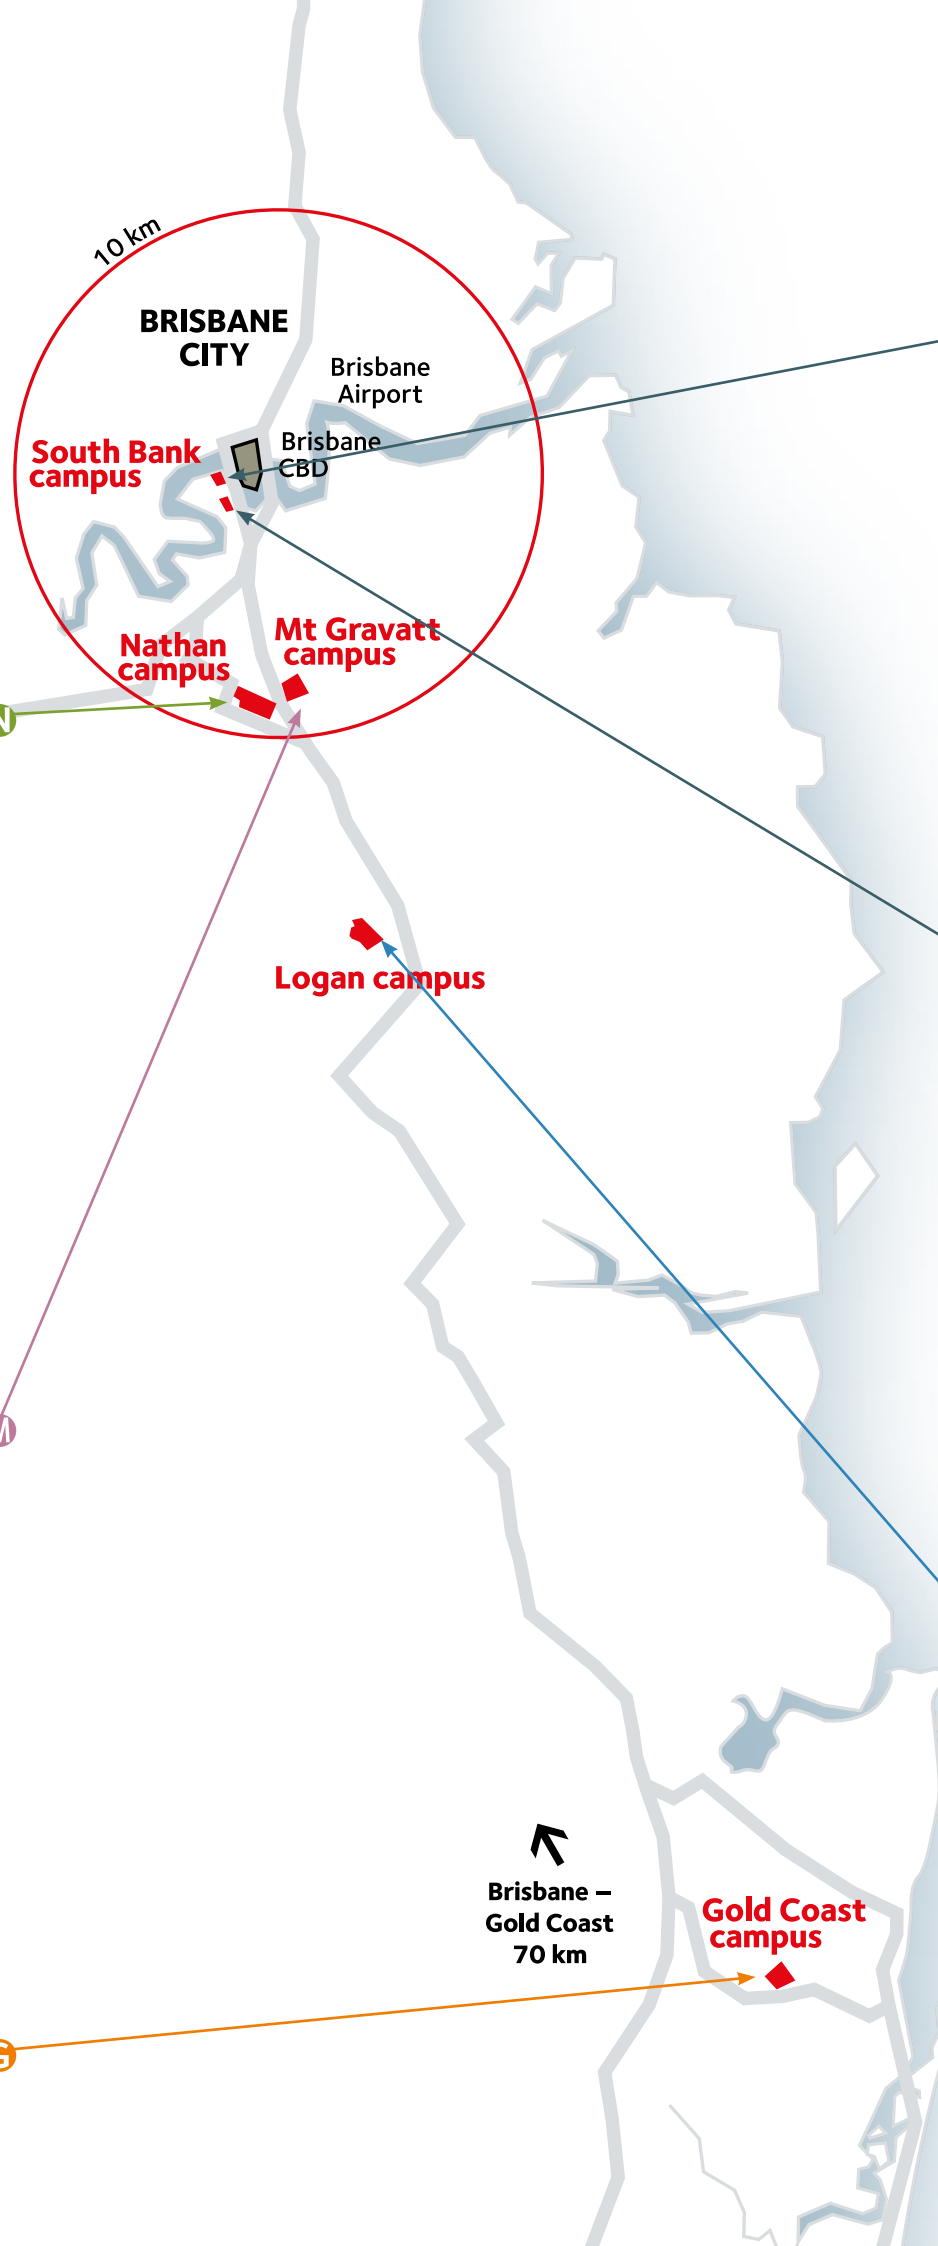 10 km
BRISBANE
CITY
Brisbane
Airport
South Bank
campus
Brisbane
CBD
Mt Gravatt
campus
Nathan
campus
N
Logan campus
M
Brisbane –
Gold Coast
70 km
Gold Coast
campus
G